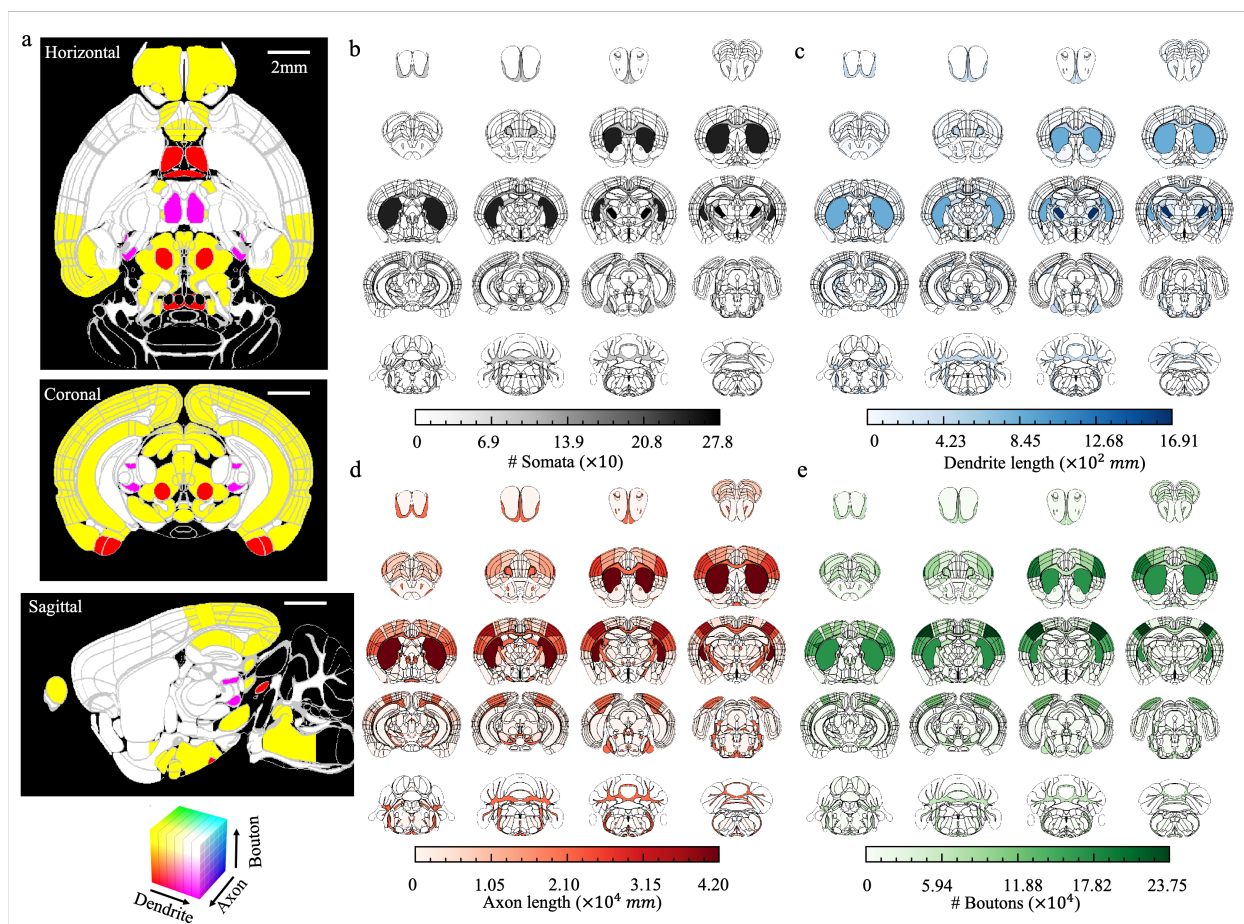 a
Horizontal
2mm
Coronal
Sagittal
Dendrite
Axon
Bouton
b
0 6.9 13.9 20.8 27.8
# Somata (×10)
c
0 4.23 8.45 12.68 16.91
Dendrite length (×10² mm)
d
0 1.05 2.10 3.15 4.20
Axon length (×10⁴ mm)
e
0 5.94 11.88 17.82 23.75
# Boutons (×10⁴)